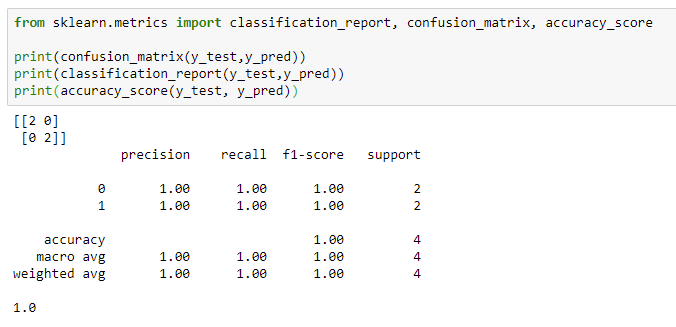 from sklearn.metrics import classification_report, confusion_matrix, accuracy_score
print(confusion_matrix(y_test,y_pred))
print(classification_report(y_test,y_pred))
print(accuracy_score(y_test, y_pred))
[[2 0]
 [0 2]]
              precision    recall  f1-score   support
           0       1.00      1.00      1.00         2
           1       1.00      1.00      1.00         2
    accuracy                           1.00         4
   macro avg       1.00      1.00      1.00         4
weighted avg       1.00      1.00      1.00         4
1.0